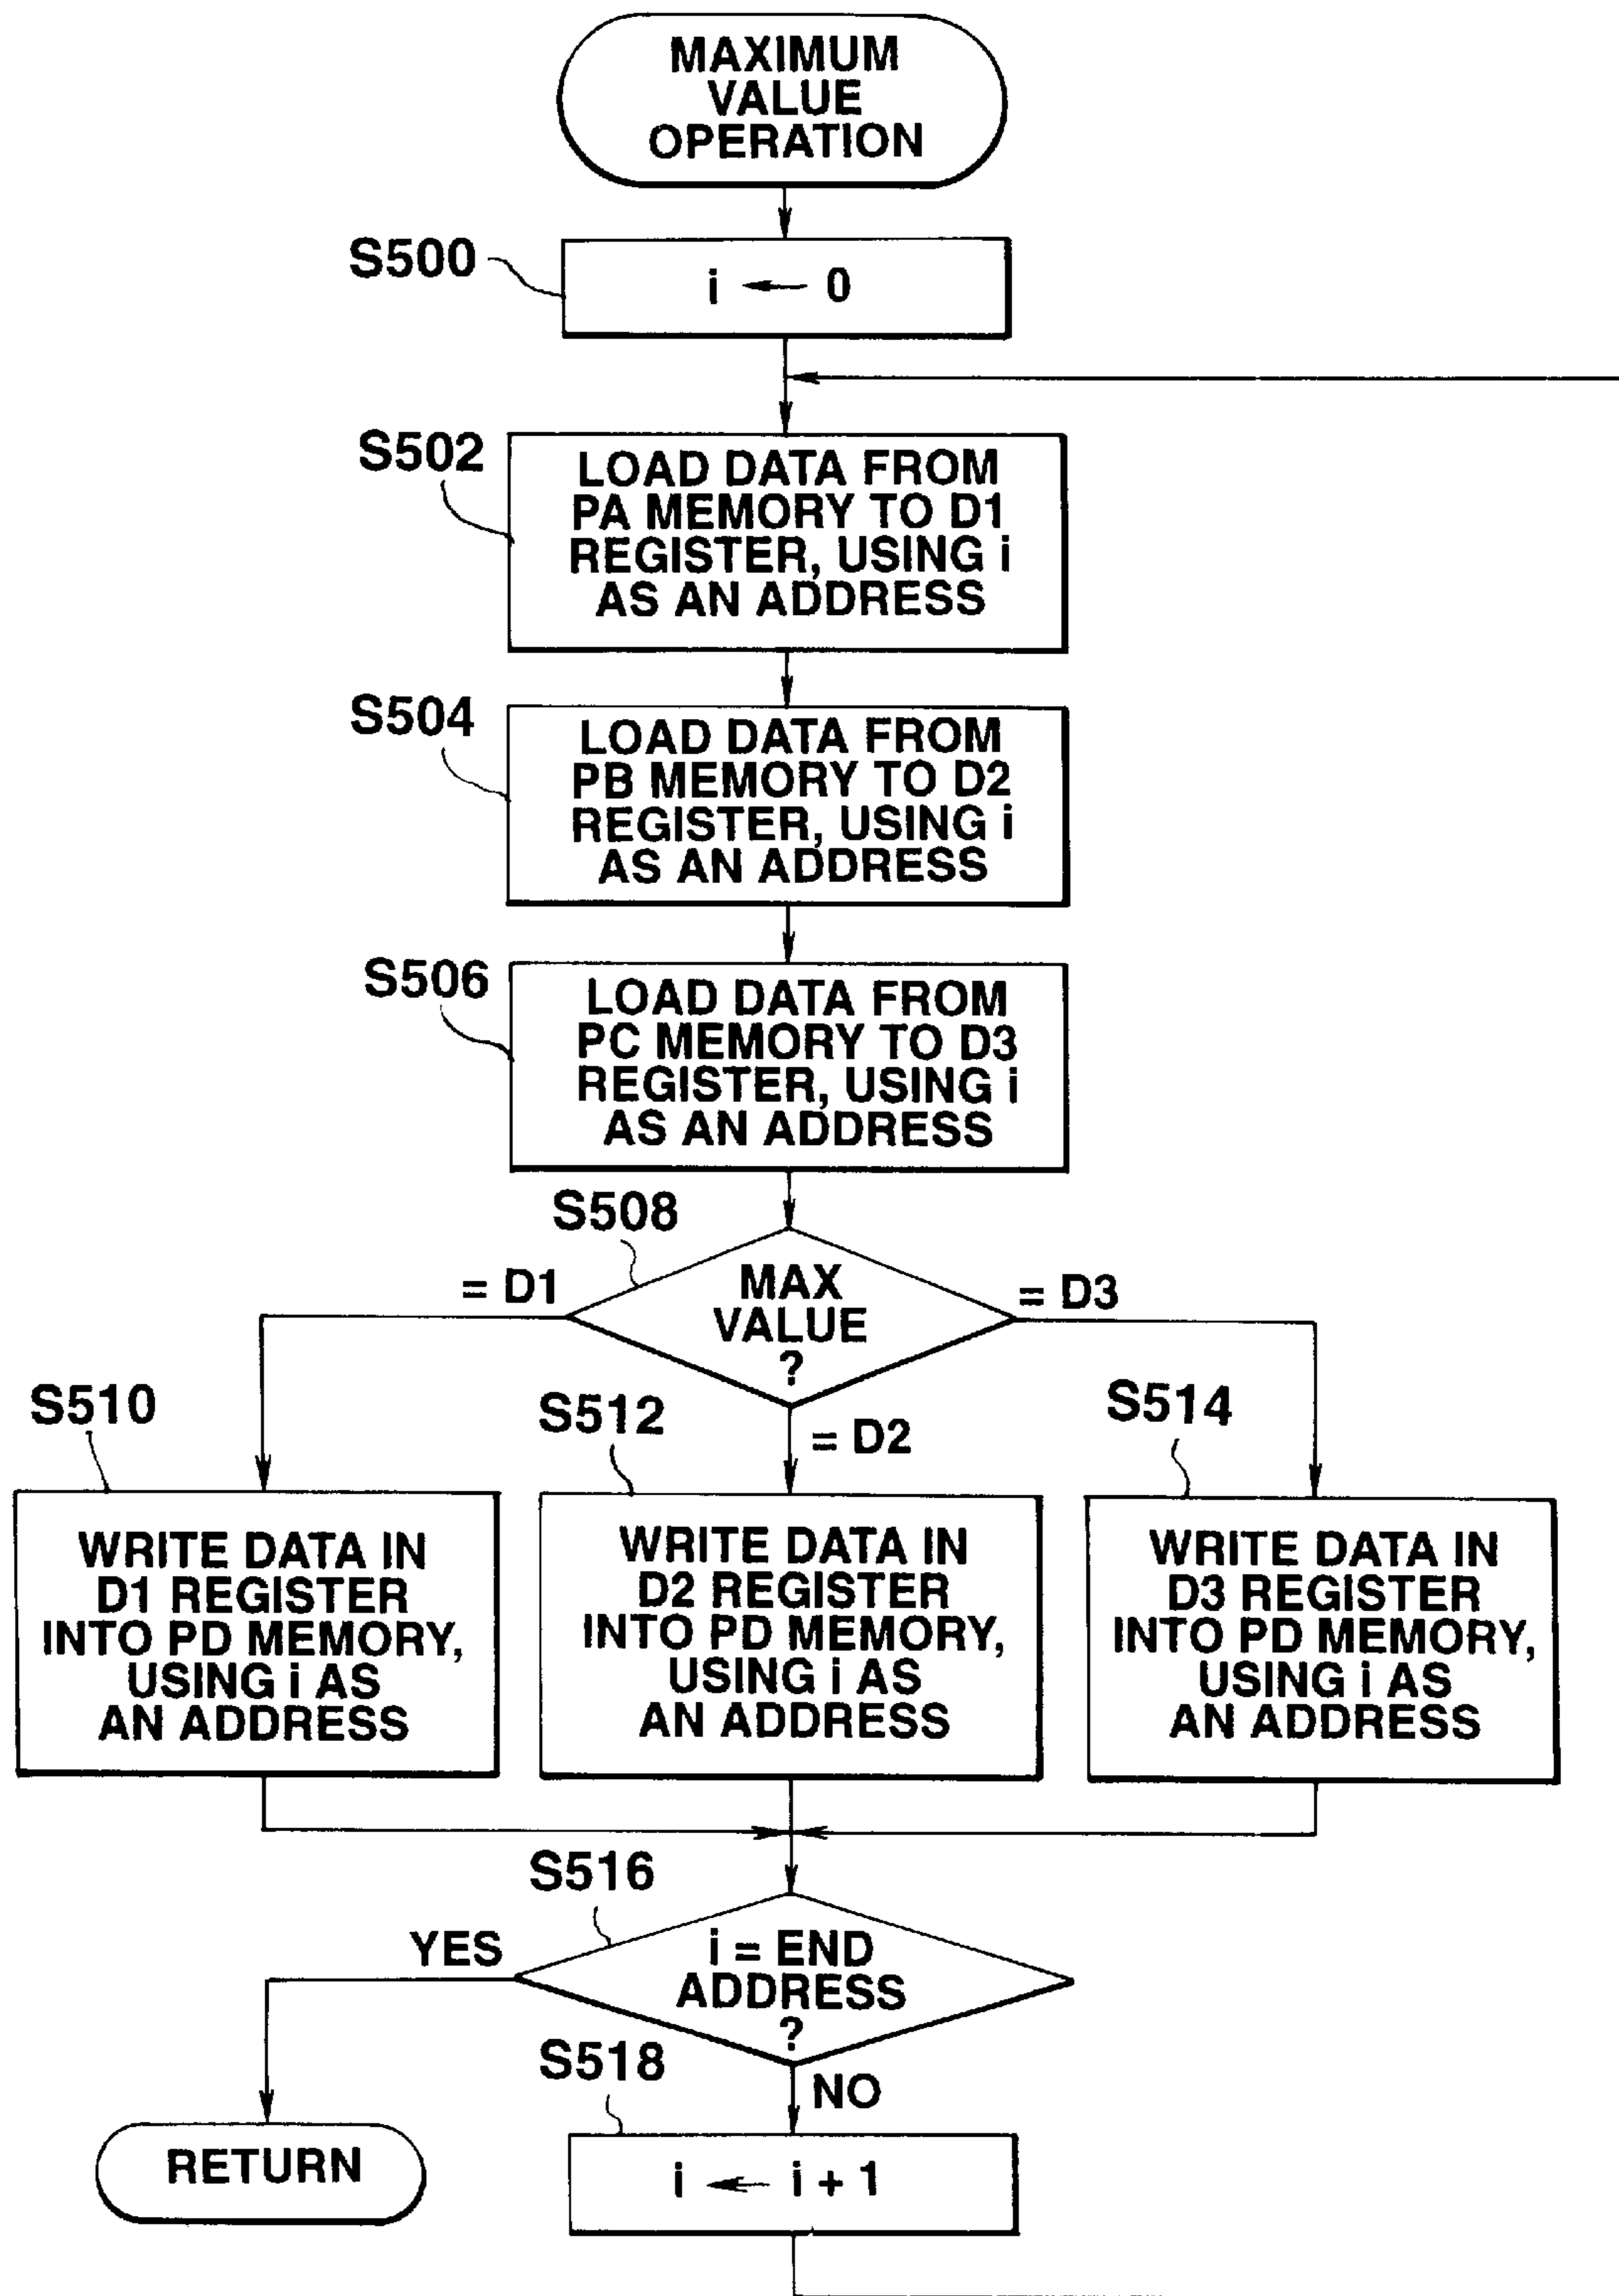 MAXIMUM
VALUE
OPERATION
S500
i ← 0
S502
LOAD DATA FROM
PA MEMORY TO D1
REGISTER, USING i
AS AN ADDRESS
S504
LOAD DATA FROM
PB MEMORY TO D2
REGISTER, USING i
AS AN ADDRESS
S506
LOAD DATA FROM
PC MEMORY TO D3
REGISTER, USING i
AS AN ADDRESS
S508
MAX
VALUE
?
= D1
= D2
= D3
S510
WRITE DATA IN
D1 REGISTER
INTO PD MEMORY,
USING i AS
AN ADDRESS
S512
WRITE DATA IN
D2 REGISTER
INTO PD MEMORY,
USING i AS
AN ADDRESS
S514
WRITE DATA IN
D3 REGISTER
INTO PD MEMORY,
USING i AS
AN ADDRESS
S516
i = END
ADDRESS
?
YES
NO
RETURN
S518
i ← i + 1